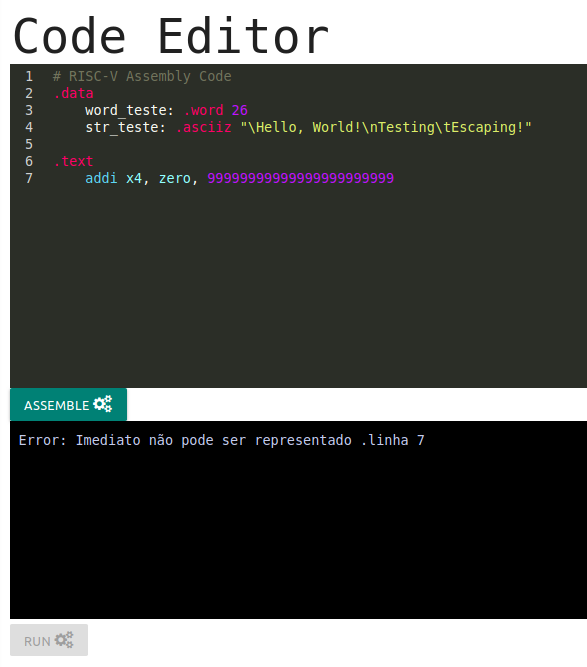 Code Editor
1 # RISC-V Assembly Code
2 .data
3 word_teste: .word 26
4 str_teste: .asciiz "\Hello, World!\nTesting\tEscaping!"
5
6 .text
7 addi x4, zero, 99999999999999999999999
ASSEMBLE
Error: Imediato não pode ser representado .linha 7
RUN